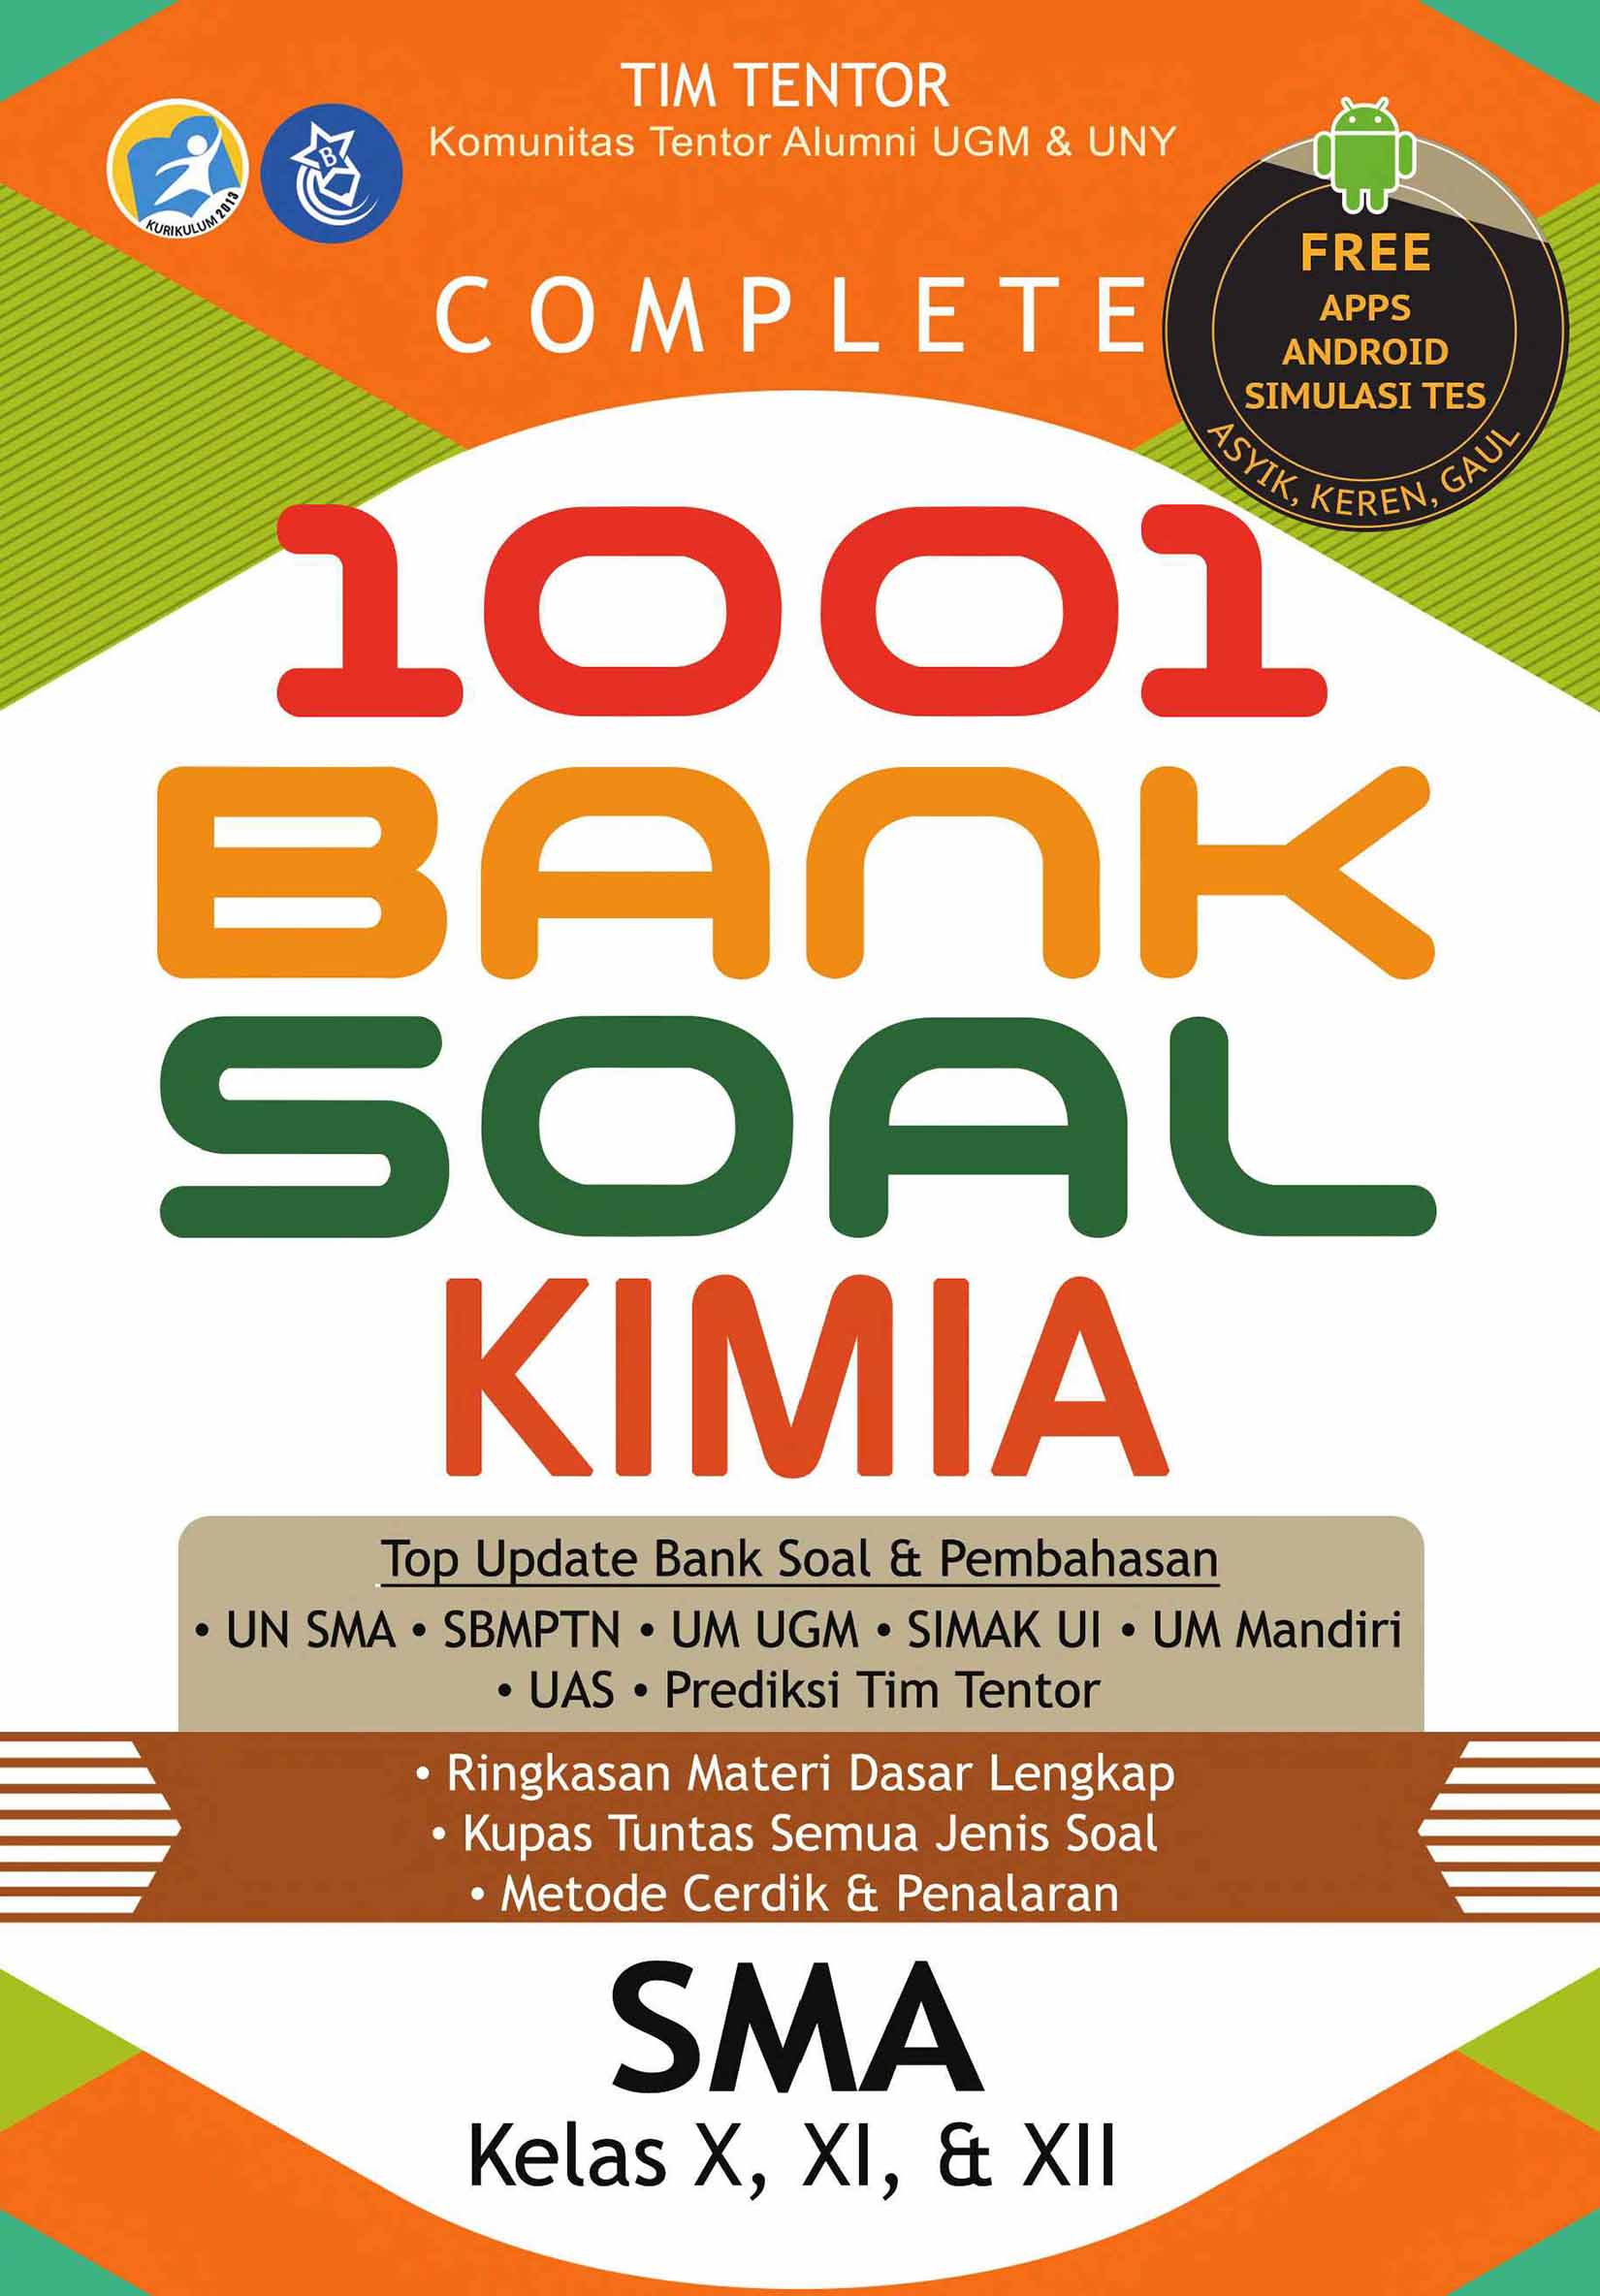 TIM TENTOR
Komunitas Tentor Alumni UGM & UNY
KURIKULUM 2013
B
COMPLETE
FREE
APPS
ANDROID
SIMULASI TES
ASYIK, KEREN, GAUL
1001
BANK
SOAL
KIMIA
Top Update Bank Soal & Pembahasan
• UN SMA • SBMPTN • UM UGM • SIMAK UI • UM Mandiri
• UAS • Prediksi Tim Tentor
• Ringkasan Materi Dasar Lengkap
• Kupas Tuntas Semua Jenis Soal
• Metode Cerdik & Penalaran
SMA
Kelas X, XI, & XII